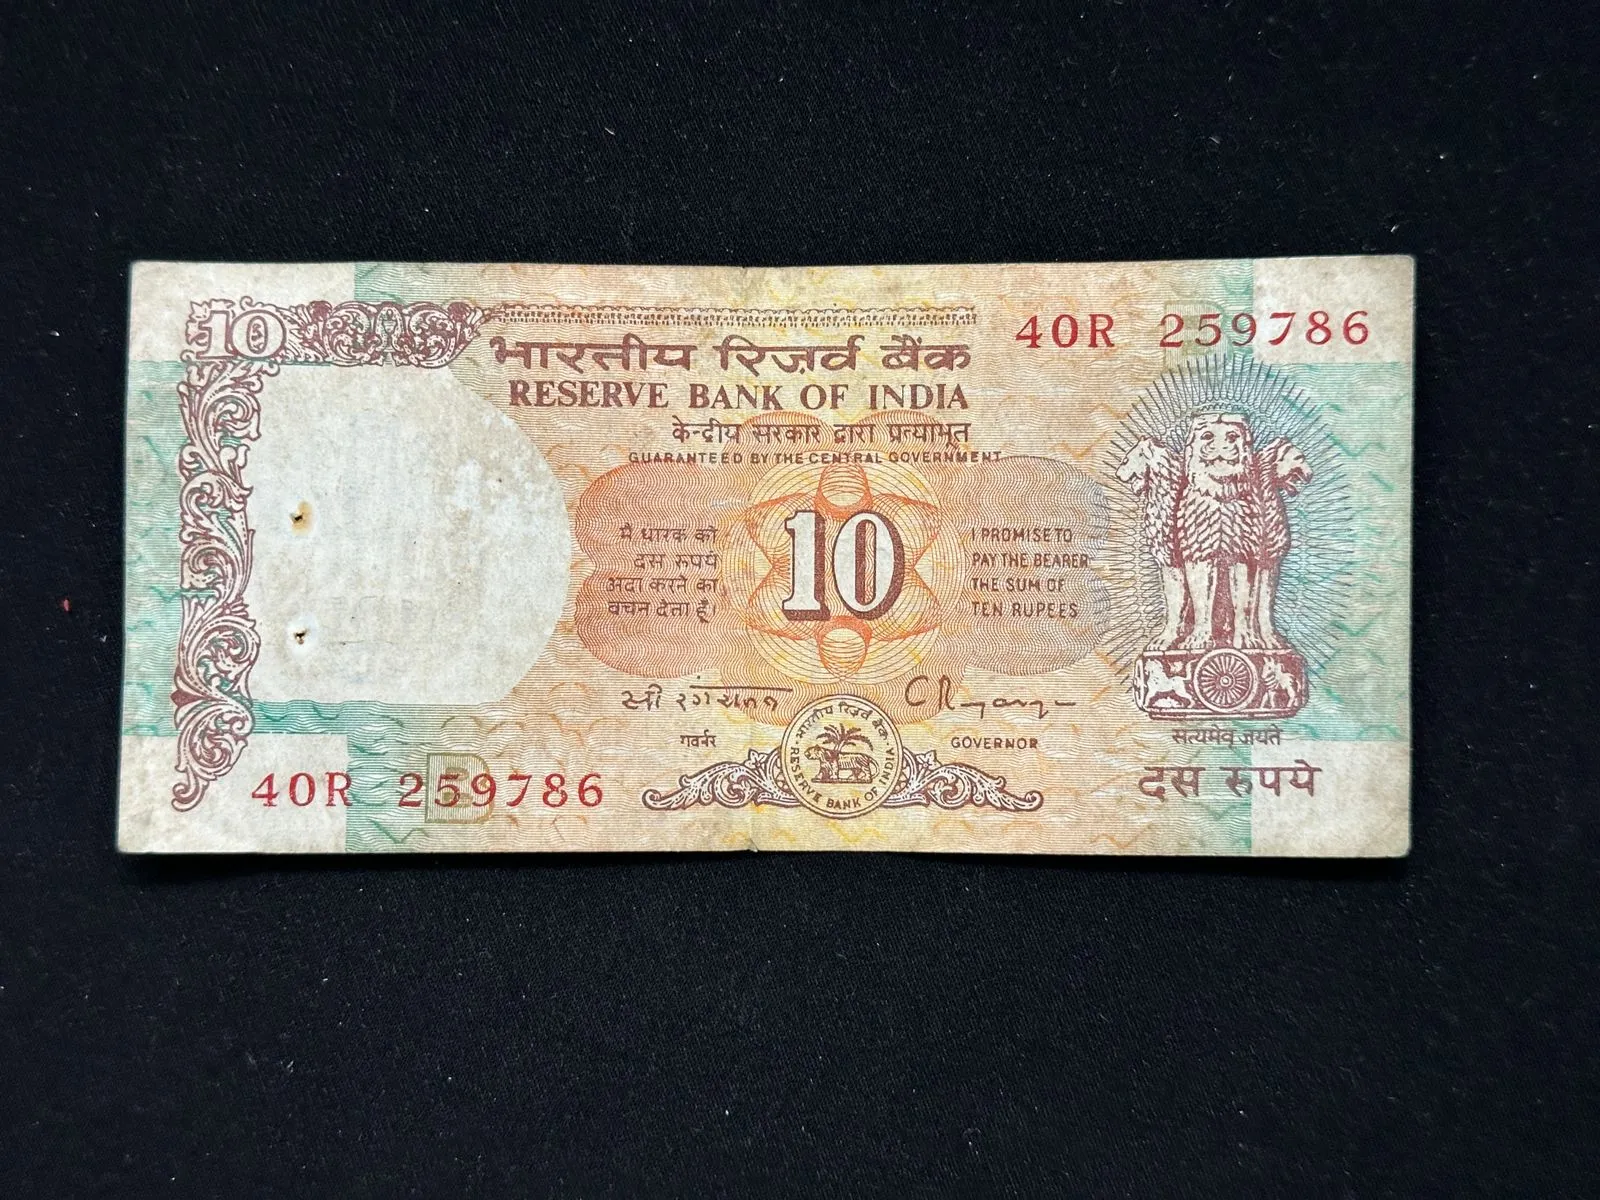 10
40R 259786
भारतीय रिज़र्व बैंक
RESERVE BANK OF INDIA
केन्द्रीय सरकार द्वारा प्रत्याभूत
GUARANTEED BY THE CENTRAL GOVERNMENT
मैं धारक को
दस रुपये
अदा करने का
वचन देता हूँ।
10
I PROMISE TO
PAY THE BEARER
THE SUM OF
TEN RUPEES
गवर्नर
GOVERNOR
भारतीय रिज़र्व बैंक
RESERVE BANK OF INDIA
सत्यमेव जयते
दस रुपये
40R 259786